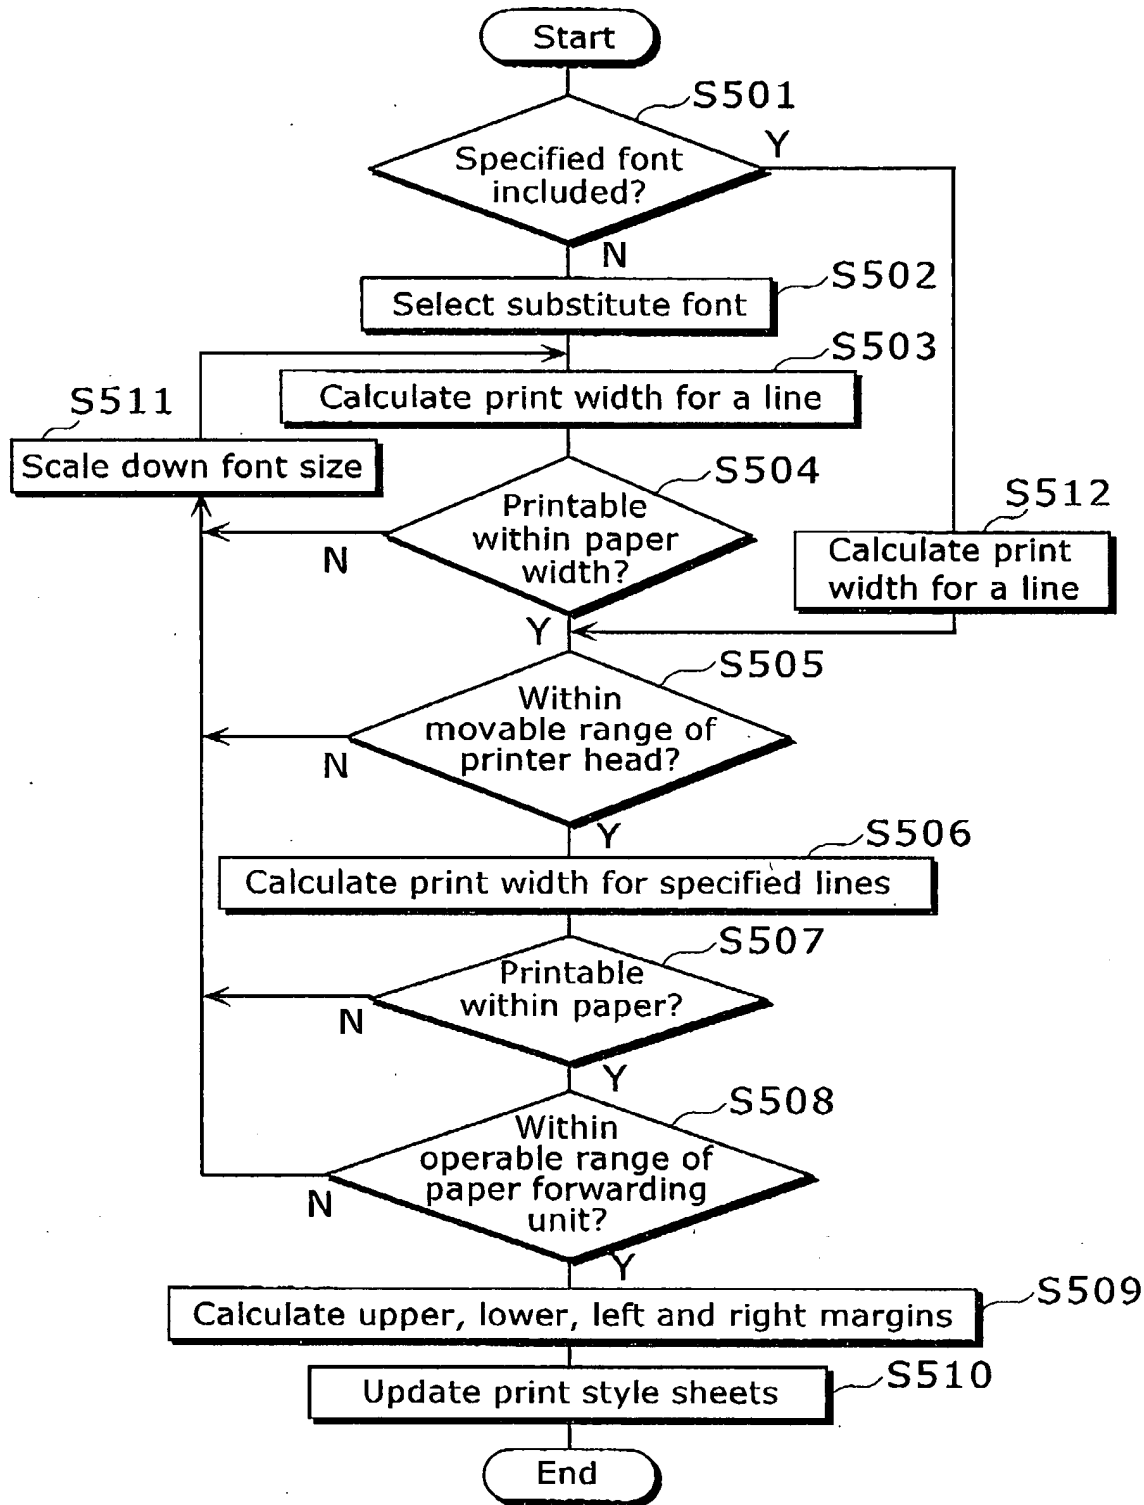 Start
S501
Y
Specified font
included?
N
S502
Select substitute font
S503
Calculate print width for a line
S511
Scale down font size
S504
Printable
within paper
width?
N
S512
Calculate print
width for a line
Y
S505
Within
movable range of
printer head?
N
Y
S506
Calculate print width for specified lines
S507
Printable
within paper?
N
Y
S508
Within
operable range of
paper forwarding
unit?
N
Y
S509
Calculate upper, lower, left and right margins
S510
Update print style sheets
End